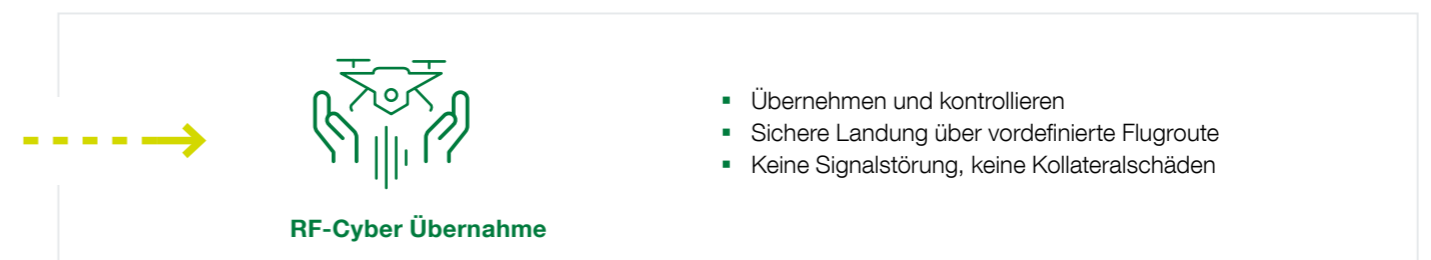 Übernehmen und kontrollieren
Sichere Landung über vordefinierte Flugroute
Keine Signalstörung, keine Kollateralschäden
RF-Cyber Übernahme